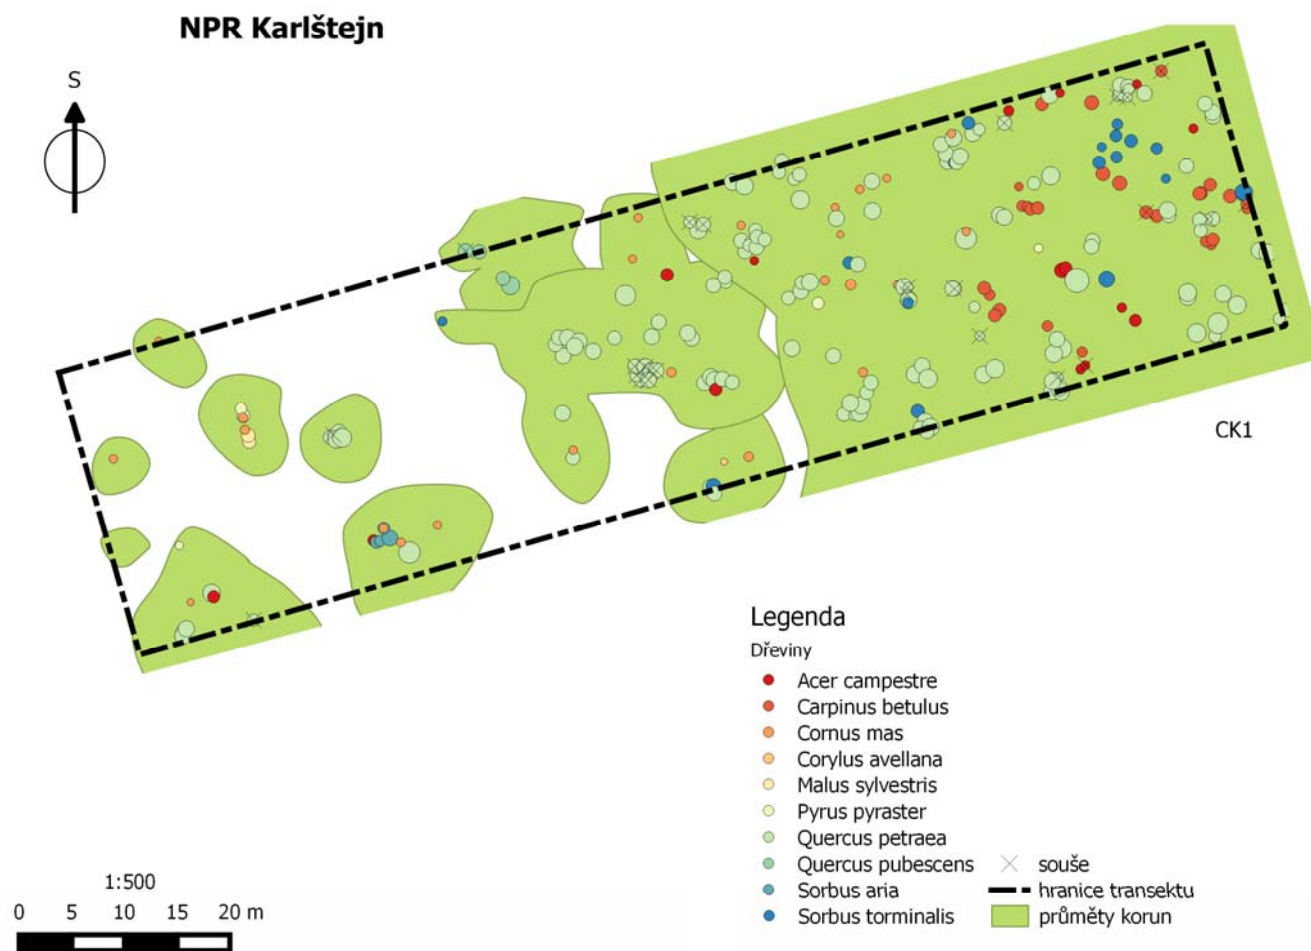 NPR Karlštejn
S
CK1
Legenda
Dřeviny
Acer campestre
Carpinus betulus
Cornus mas
Corylus avellana
Malus sylvestris
Pyrus pyraster
Quercus petraea
Quercus pubescens
Sorbus aria
Sorbus torminalis
souše
hranice transektu
průměty korun
1:500
0 5 10 15 20 m